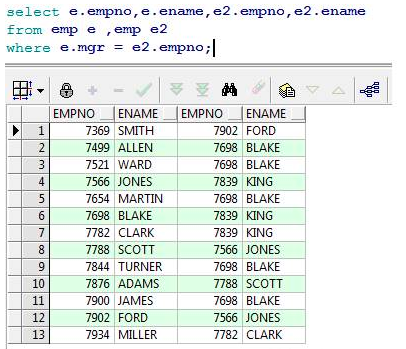 select e.empno,e.ename,e2.empno,e2.ename
from emp e ,emp e2
where e.mgr = e2.empno;
EMPNO ENAME EMPNO ENAME
1 7369 SMITH 7902 FORD
2 7499 ALLEN 7698 BLAKE
3 7521 WARD 7698 BLAKE
4 7566 JONES 7839 KING
5 7654 MARTIN 7698 BLAKE
6 7698 BLAKE 7839 KING
7 7782 CLARK 7839 KING
8 7788 SCOTT 7566 JONES
9 7844 TURNER 7698 BLAKE
10 7876 ADAMS 7788 SCOTT
11 7900 JAMES 7698 BLAKE
12 7902 FORD 7566 JONES
13 7934 MILLER 7782 CLARK